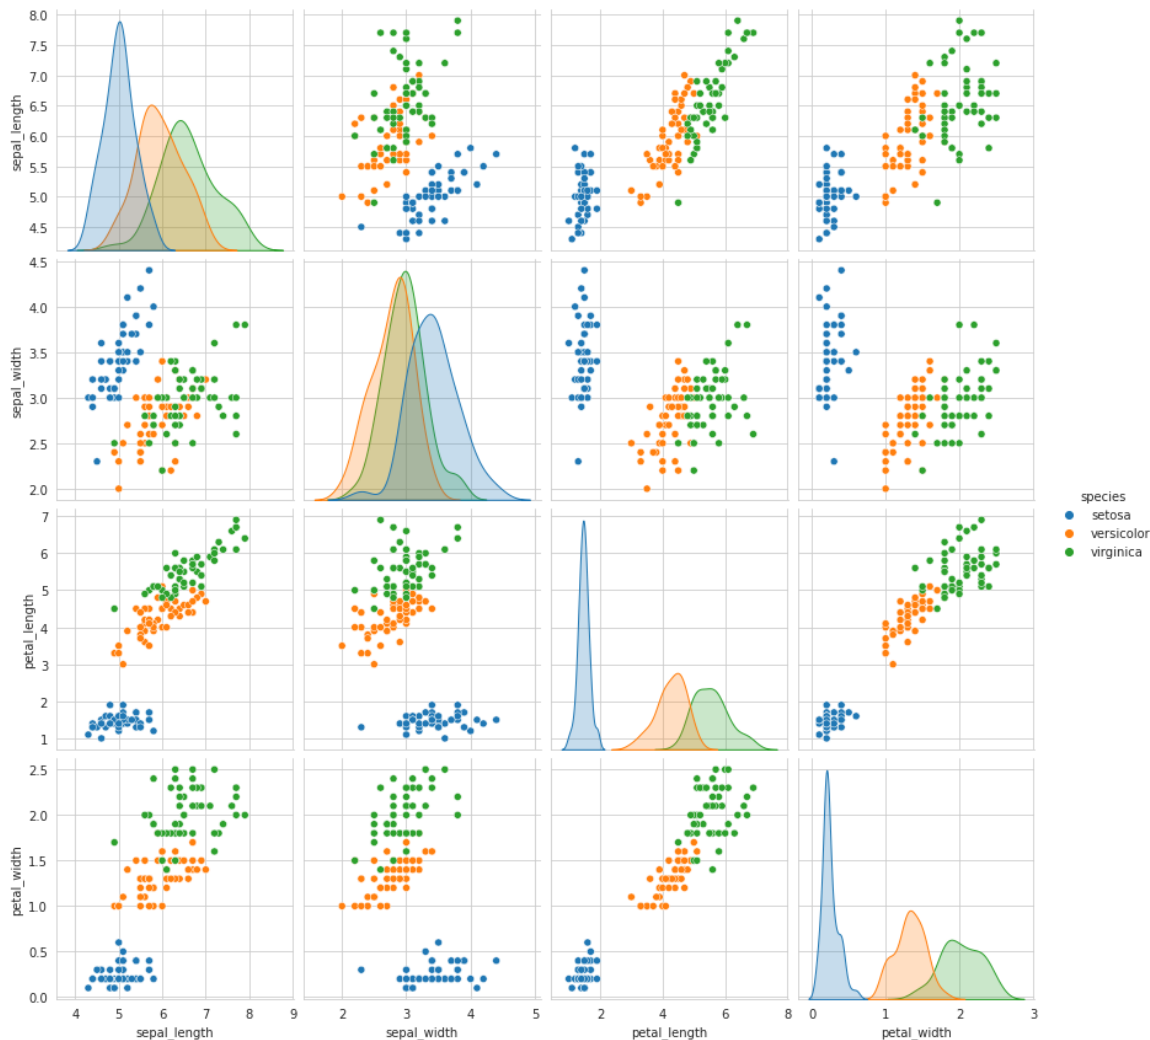 8.0
7.5
7.0
6.5
6.0
5.5
5.0
4.5
sepal_length
4.5
4.0
3.5
3.0
2.5
2.0
sepal_width
species
setosa
versicolor
virginica
7
6
5
4
3
2
1
petal_length
2.5
2.0
1.5
1.0
0.5
0.0
petal_width
4 5 6 7 8 9
sepal_length
2 3 4 5
sepal_width
2 4 6 8
petal_length
0 1 2 3
petal_width